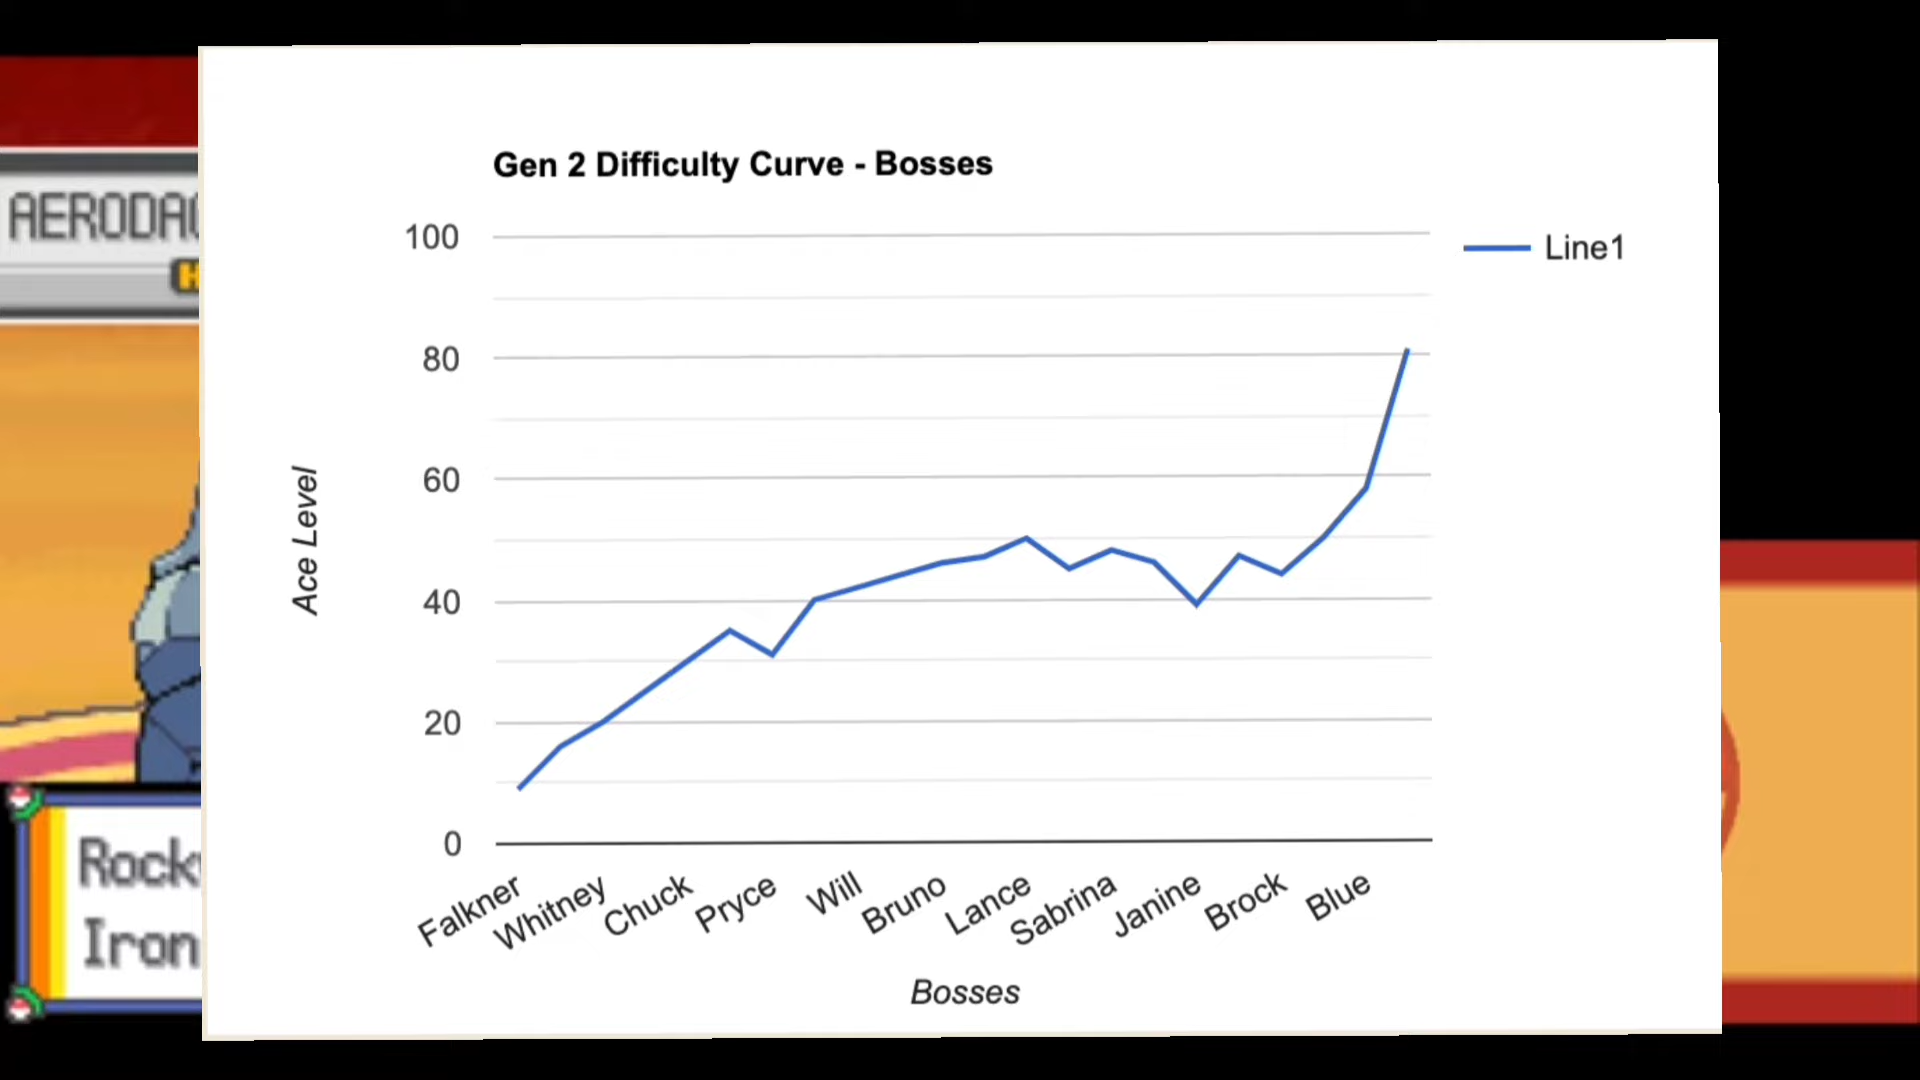 Gen 2 Difficulty Curve - Bosses
Line1
100
80
60
40
20
0
Ace Level
Falkner
Whitney
Chuck
Pryce
Will
Bruno
Lance
Sabrina
Janine
Brock
Blue
Bosses
AERODAC
H
Rock
Iron